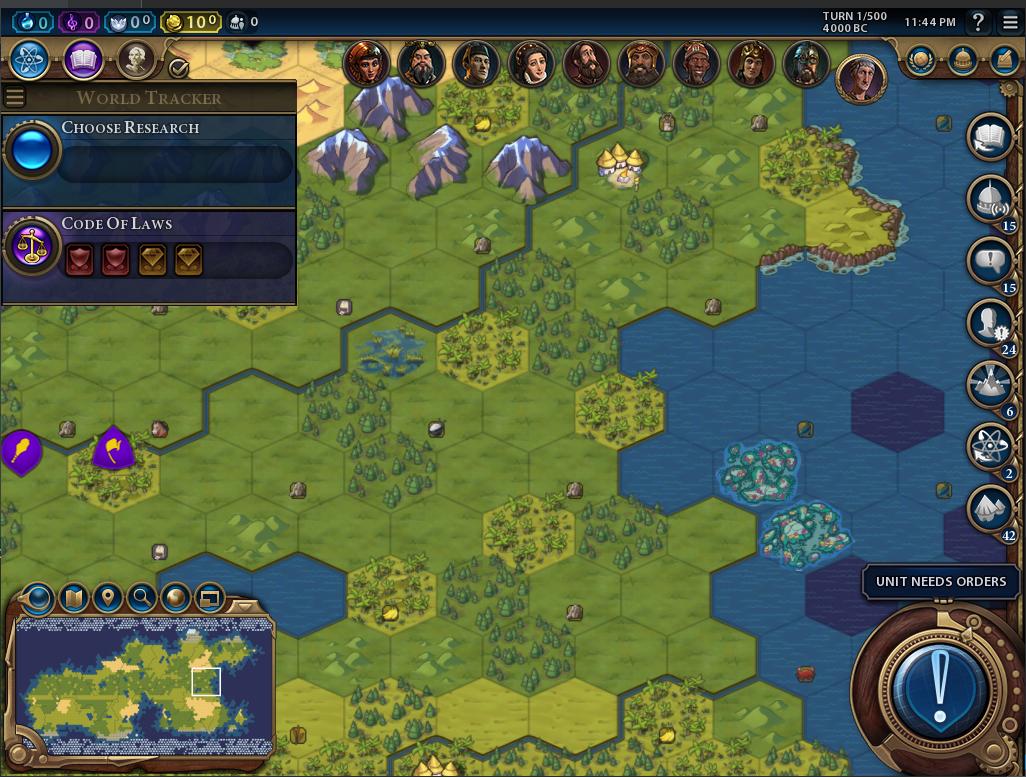 0 0 0⁰ 10⁰ 0
TURN 1/500
4000 BC
11:44 PM
?
WORLD TRACKER
CHOOSE RESEARCH
CODE OF LAWS
15
15
24
6
2
42
UNIT NEEDS ORDERS